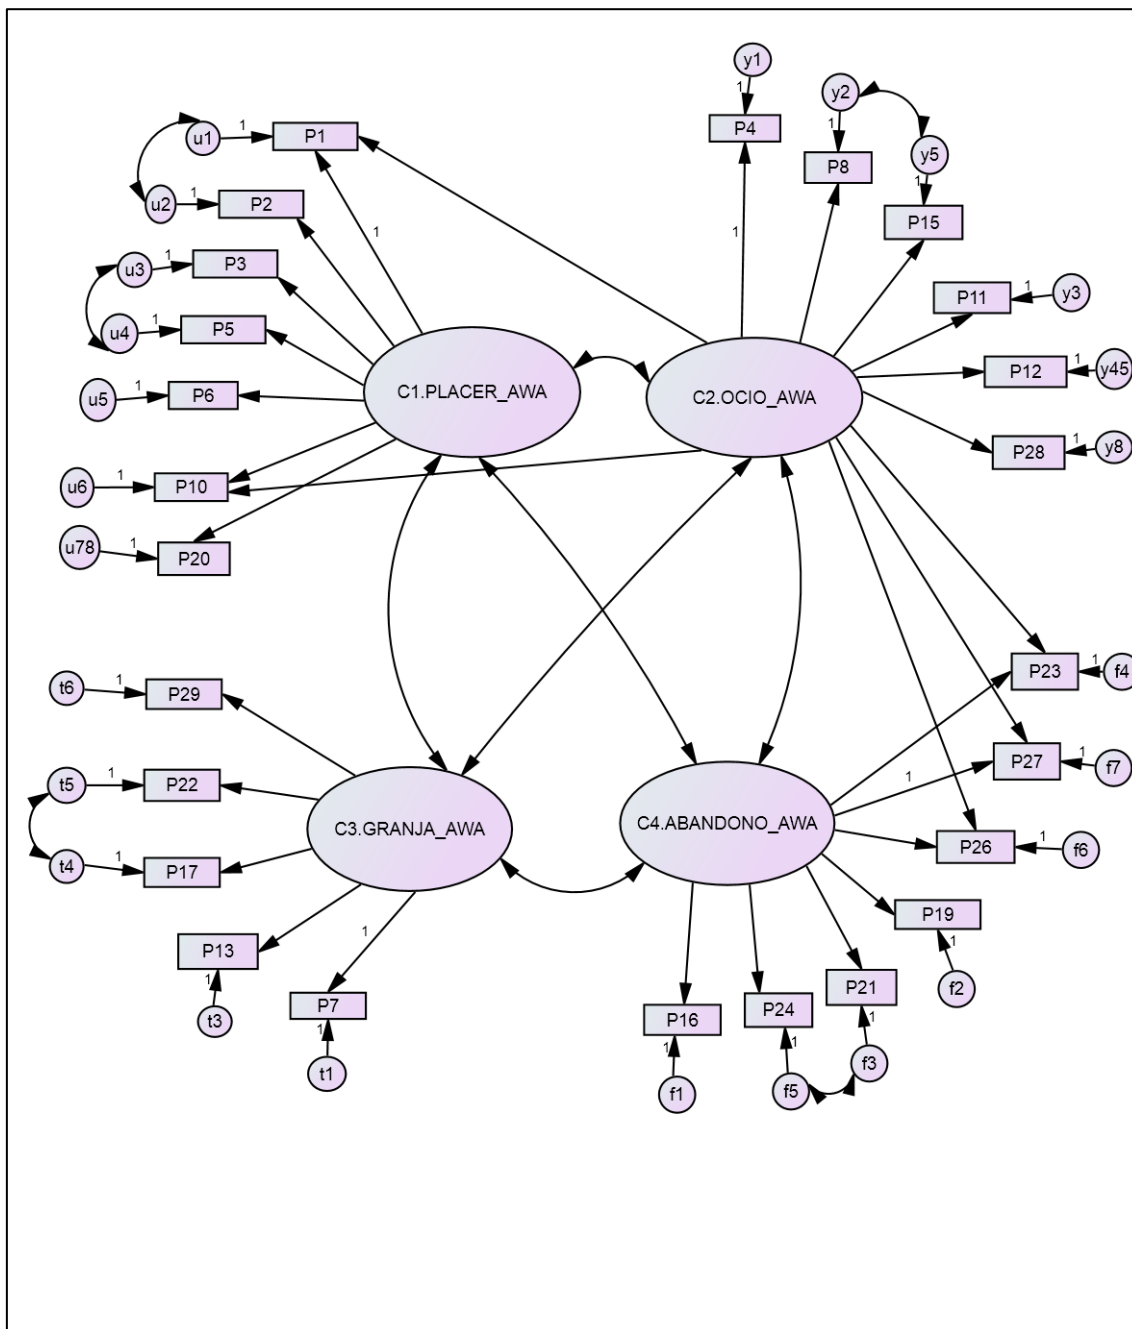 y1
1
P4
y2
1
P8
y5
1
P15
u1
1
P1
u2
1
P2
1
u3
1
P3
1
u4
1
P5
P11
1
y3
u5
1
P6
C1.PLACER_AWA
C2.OCIO_AWA
P12
1
y45
P28
1
y8
u6
1
P10
u78
1
P20
P23
1
f4
t6
1
P29
P27
1
f7
t5
1
P22
1
C3.GRANJA_AWA
C4.ABANDONO_AWA
P26
1
f6
t4
1
P17
P19
1
f2
P13
1
t3
1
P7
1
t1
P16
1
f1
P24
1
f5
P21
1
f3